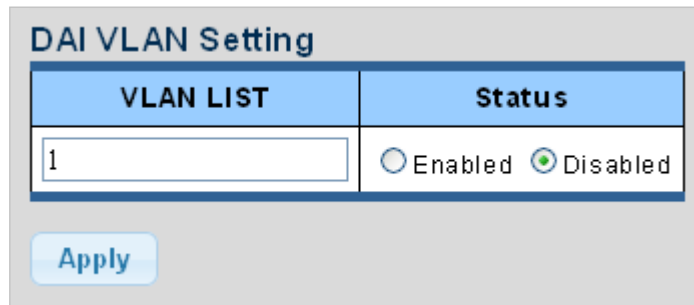 DAI VLAN Setting
VLAN LIST Status
1 Enabled Disabled
Apply